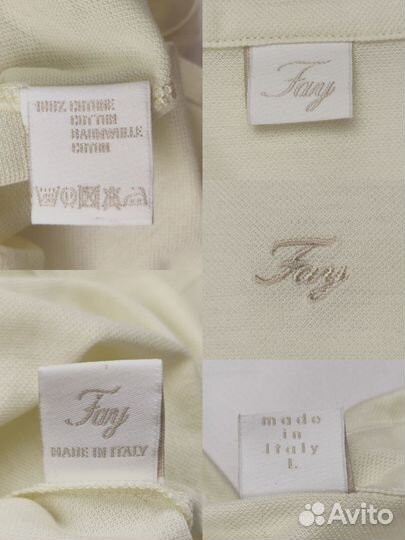 100% COTONE
COTTON
BAUMWOLLE
COTON
Fay
Fay
Fay
MADE IN ITALY
made
in
Italy
L
Avito